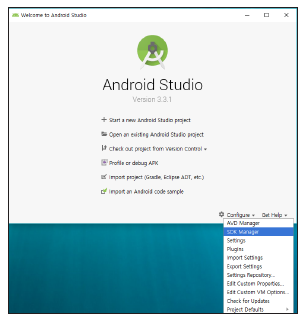 Welcome to Android Studio
Android Studio
Version 3.3.1
Start a new Android Studio project
Open an existing Android Studio project
Check out project from Version Control
Profile or debug APK
Import project (Gradle, Eclipse ADT, etc.)
Import an Android code sample
Configure Get Help
AVD Manager
SDK Manager
Settings
Plugins
Import Settings
Export Settings
Settings Repository...
Edit Custom Properties...
Edit Custom VM Options...
Check for Updates
Project Defaults